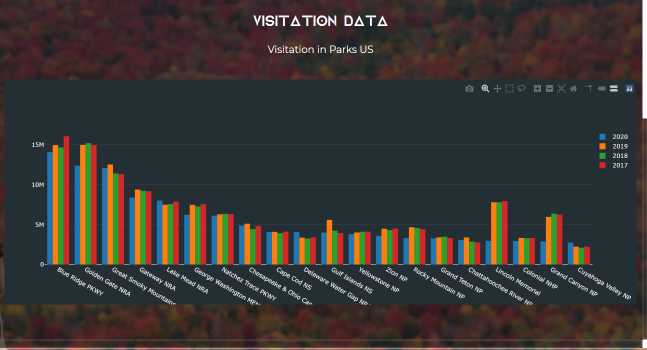 VISITATION DATA
Visitation in Parks US
2020
2019
2018
2017
15M
10M
5M
0
Blue Ridge PKWY
Golden Gate NRA
Great Smoky Mountains
Gateway NRA
Lake Mead NRA
George Washington MEM
Natchez Trace PKWY
Chesapeake & Ohio Can
Cape Cod NS
Delaware Water Gap NR
Gulf Islands NS
Yellowstone NP
Zion NP
Rocky Mountain NP
Grand Teton NP
Chattahoochee River NR
Lincoln Memorial
Colonial NHP
Grand Canyon NP
Cuyahoga Valley NP